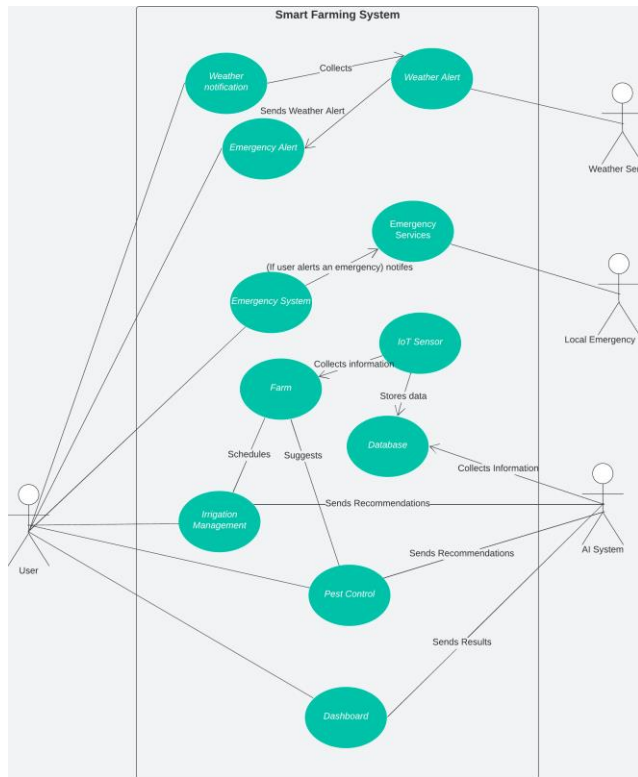 Smart Farming System
Weather
notification
Collects
Weather Alert
Sends Weather Alert
Emergency Alert
Weather Ser
Emergency
Services
(If user alerts an emergency) notifes
Emergency System
Local Emergency
IoT Sensor
Collects information
Farm
Stores data
Database
Schedules
Suggests
Collects Information
Irrigation
Management
Sends Recommendations
AI System
User
Sends Recommendations
Pest Control
Sends Results
Dashboard